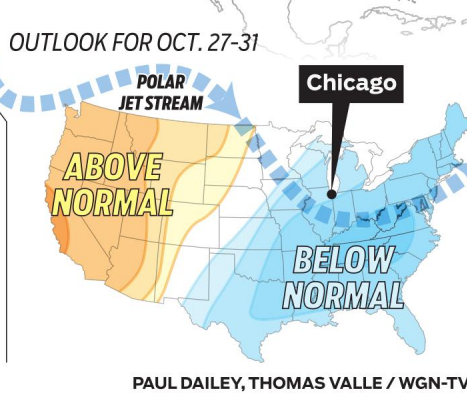 OUTLOOK FOR OCT. 27-31
POLAR
JET STREAM
Chicago
ABOVE
NORMAL
BELOW
NORMAL
PAUL DAILEY, THOMAS VALLE / WGN-TV